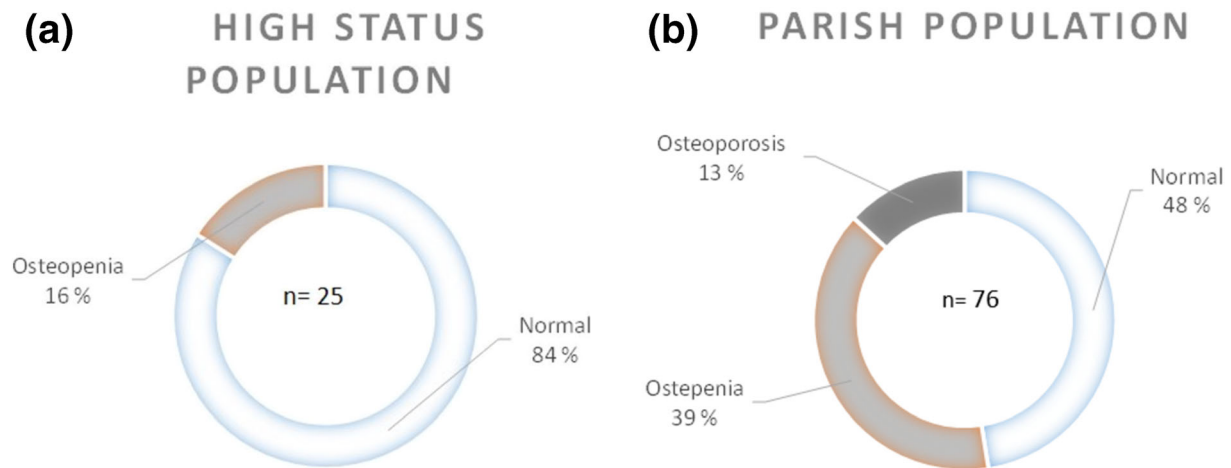 (a)
HIGH STATUS
POPULATION
Osteopenia
16 %
n= 25
Normal
84 %
(b)
PARISH POPULATION
Osteoporosis
13 %
Normal
48 %
n= 76
Ostepenia
39 %